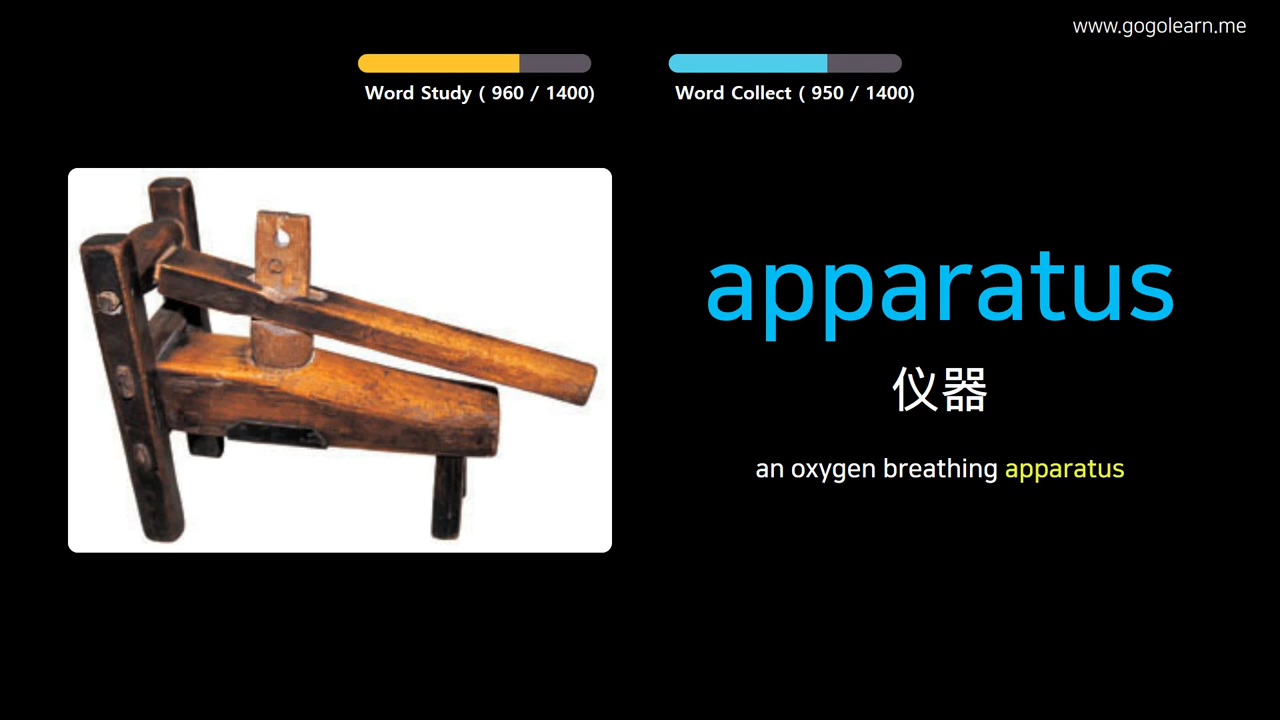 www.gogolearn.me
Word Study ( 960 / 1400)
Word Collect ( 950 / 1400)
apparatus
仪器
an oxygen breathing apparatus